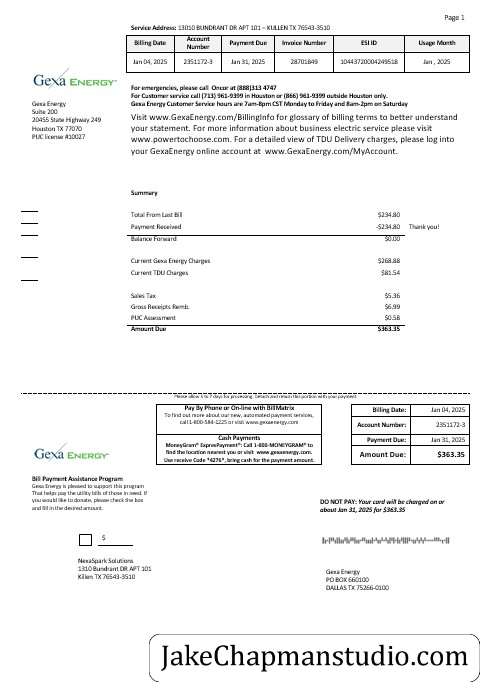 Page 1
Service Address: 13010 BUNDRANT DR APT 101 – KULLEN TX 76543-3510
Billing Date Account Number Payment Due Invoice Number ESI ID Usage Month
Jan 04, 2025 2351172-3 Jan 31, 2025 28701849 10443720004249518 Jan , 2025
Gexa ENERGY
For emergencies, please call Oncor at (888)313 4747
For Customer service call (713) 961-9399 in Houston or (866) 961-9399 outside Houston only.
Gexa Energy Customer Service hours are 7am-8pm CST Monday to Friday and 8am-2pm on Saturday
Gexa Energy
Suite 200
20455 State Highway 249
Houston TX 77070
PUC license #10027
Visit www.GexaEnergy.com/BillingInfo for glossary of billing terms to better understand
your statement. For more information about business electric service please visit
www.powertochoose.com. For a detailed view of TDU Delivery charges, please log into
your GexaEnergy online account at www.GexaEnergy.com/MyAccount.
Summary
Total From Last Bill $234.80
Payment Received -$234.80 Thank you!
Balance Forward $0.00
Current Gexa Energy Charges $268.88
Current TDU Charges $81.54
Sales Tax $5.36
Gross Receipts Remb. $6.99
PUC Assessment $0.58
Amount Due $363.35
Please allow 5 to 7 days for processing. Detach and return this portion with your payment
Pay By Phone or On-line with BillMatrix
To find out more about our new, automated payment services,
call 1-800-584-1225 or visit www.gexaenergy.com
Cash Payments
MoneyGram® ExpressPayment®: Call 1-800-MONEYGRAM® to
find the location nearest you or visit www.gexaenergy.com.
Use receive Code *4276*, bring cash for the payment amount.
Billing Date: Jan 04, 2025
Account Number: 2351172-3
Payment Due: Jan 31, 2025
Amount Due: $363.35
Gexa ENERGY
Bill Payment Assistance Program
Gexa Energy is pleased to support this program
That helps pay the utility bills of those in need. If
you would like to donate, please check the box
and fill in the desired amount.
$
DO NOT PAY: Your card will be charged on or
about Jan 31, 2025 for $363.35
NexaSpark Solutions
1310 Bundrant DR APT 101
Killen TX 76543-3510
Gexa Energy
PO BOX 660100
DALLAS TX 75266-0100
JakeChapmanstudio.com